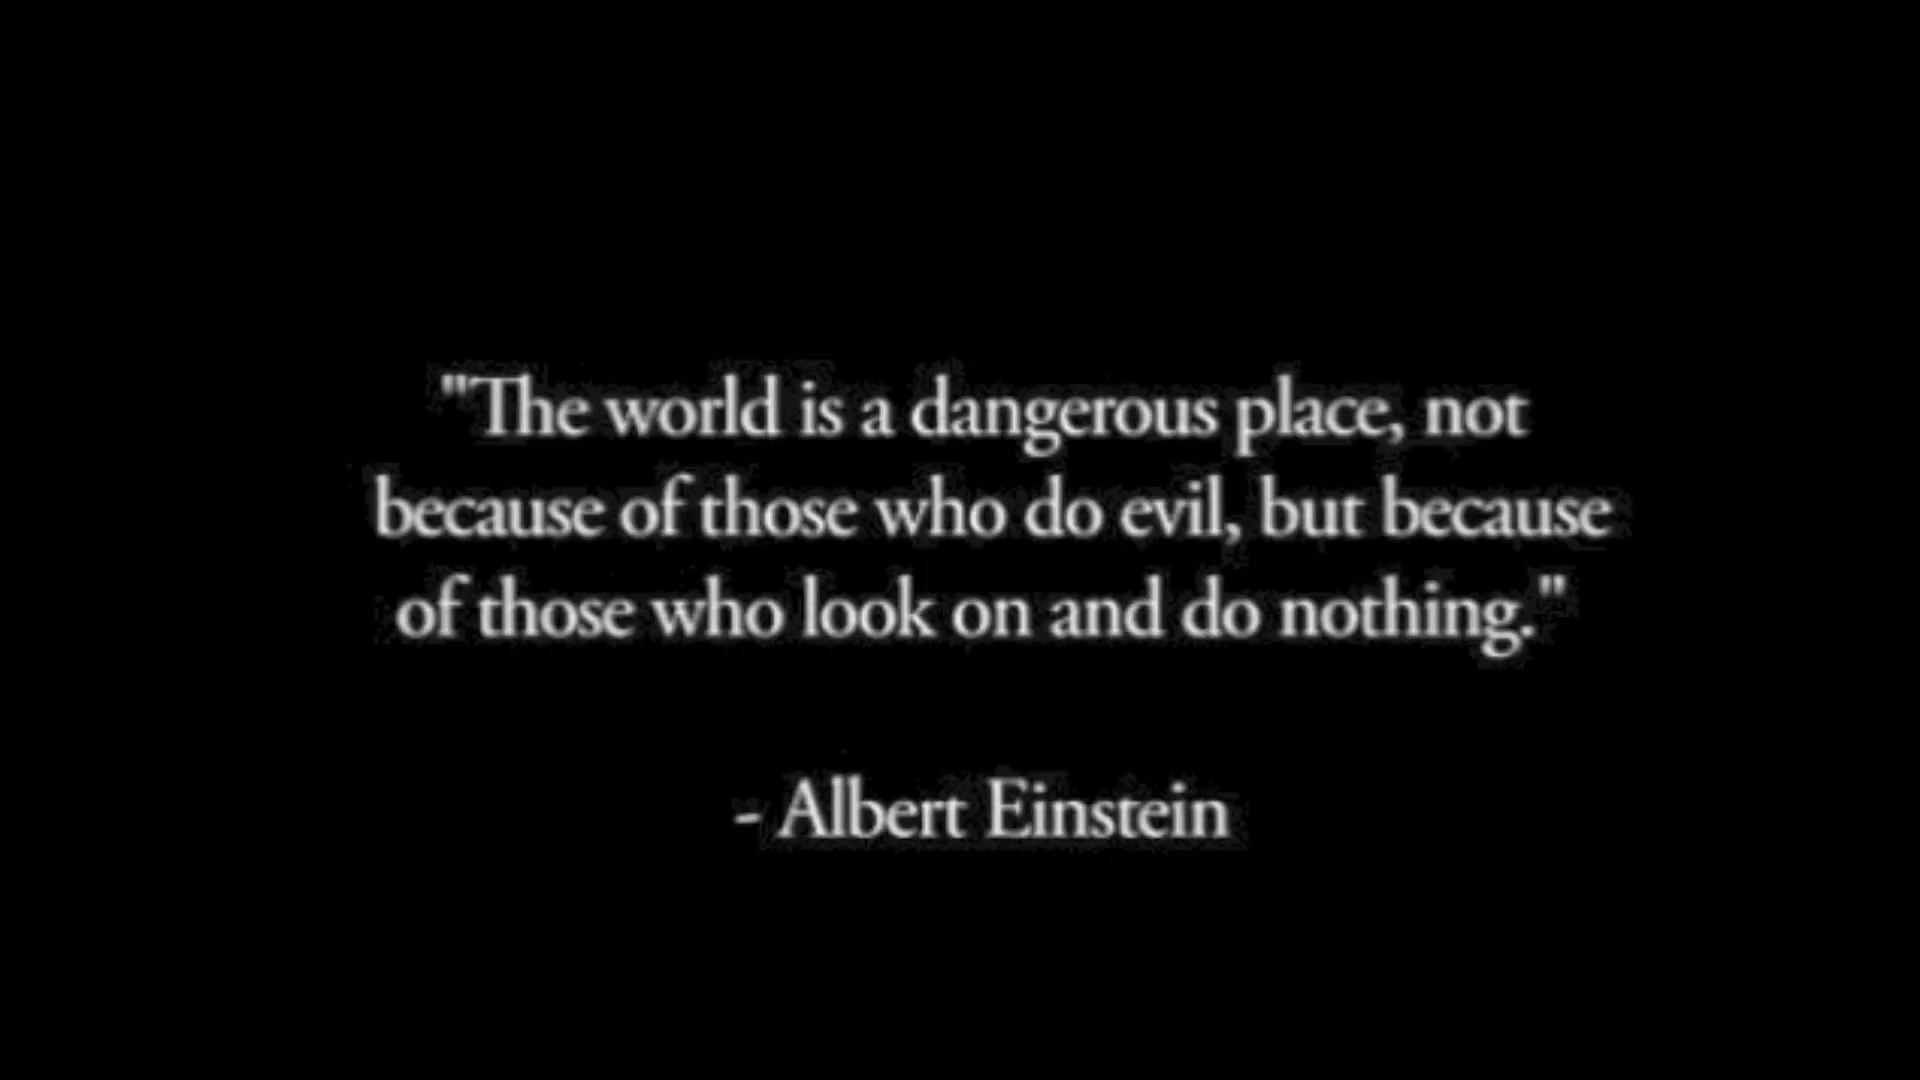 "The world is a dangerous place, not
because of those who do evil, but because
of those who look on and do nothing."
- Albert Einstein